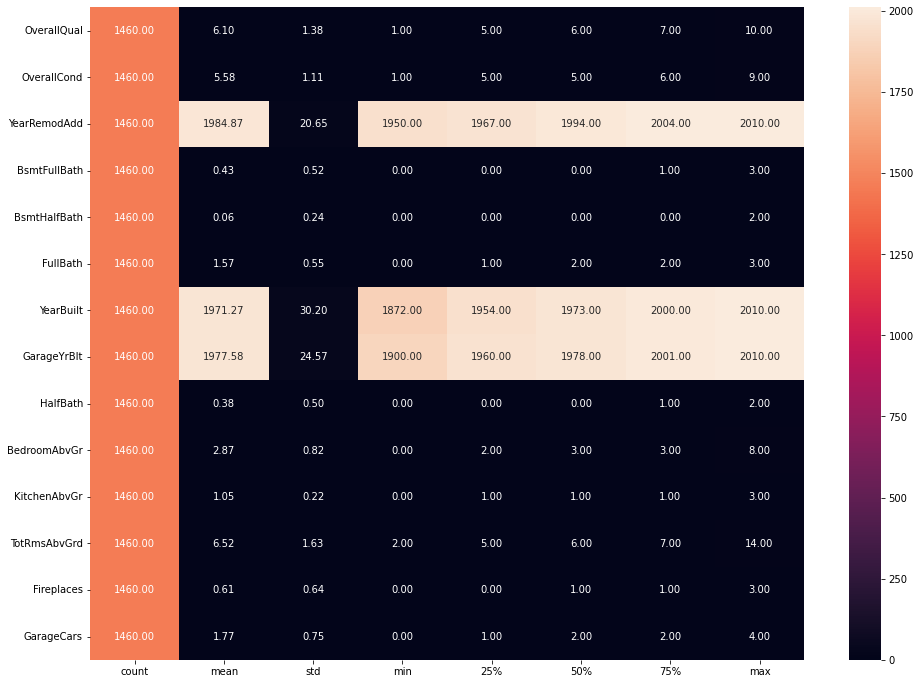 OverallQual 1460.00 6.10 1.38 1.00 5.00 6.00 7.00 10.00
OverallCond 1460.00 5.58 1.11 1.00 5.00 5.00 6.00 9.00
YearRemodAdd 1460.00 1984.87 20.65 1950.00 1967.00 1994.00 2004.00 2010.00
BsmtFullBath 1460.00 0.43 0.52 0.00 0.00 0.00 1.00 3.00
BsmtHalfBath 1460.00 0.06 0.24 0.00 0.00 0.00 0.00 2.00
FullBath 1460.00 1.57 0.55 0.00 1.00 2.00 2.00 3.00
YearBuilt 1460.00 1971.27 30.20 1872.00 1954.00 1973.00 2000.00 2010.00
GarageYrBlt 1460.00 1977.58 24.57 1900.00 1960.00 1978.00 2001.00 2010.00
HalfBath 1460.00 0.38 0.50 0.00 0.00 0.00 1.00 2.00
BedroomAbvGr 1460.00 2.87 0.82 0.00 2.00 3.00 3.00 8.00
KitchenAbvGr 1460.00 1.05 0.22 0.00 1.00 1.00 1.00 3.00
TotRmsAbvGrd 1460.00 6.52 1.63 2.00 5.00 6.00 7.00 14.00
Fireplaces 1460.00 0.61 0.64 0.00 0.00 1.00 1.00 3.00
GarageCars 1460.00 1.77 0.75 0.00 1.00 2.00 2.00 4.00
count mean std min 25% 50% 75% max
2000
1750
1500
1250
1000
750
500
250
0